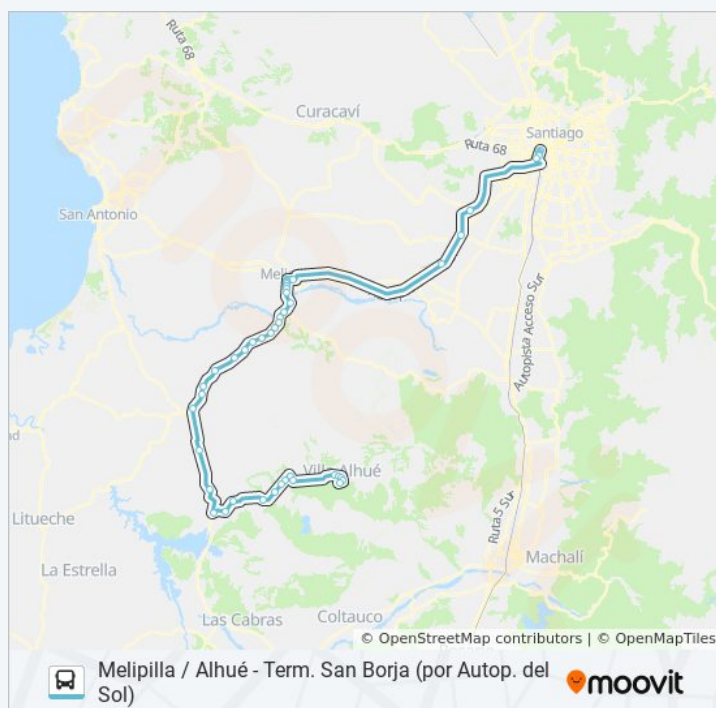 Ruta 68
Curacaví
Santiago
Ruta 68
San Antonio
Meli
Autopista Acceso Sur
Villa Alhué
Litueche
Ruta 5 Sur
Machalí
La Estrella
Las Cabras
Coltauco
© OpenStreetMap contributors | © OpenMapTiles
Melipilla / Alhué - Term. San Borja (por Autop. del
Sol)
moovit